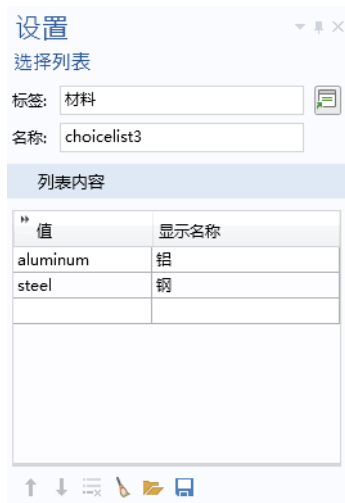 设置
选择列表
标签: 材料
名称: choicelist3
列表内容
值 显示名称
aluminum 铝
steel 钢